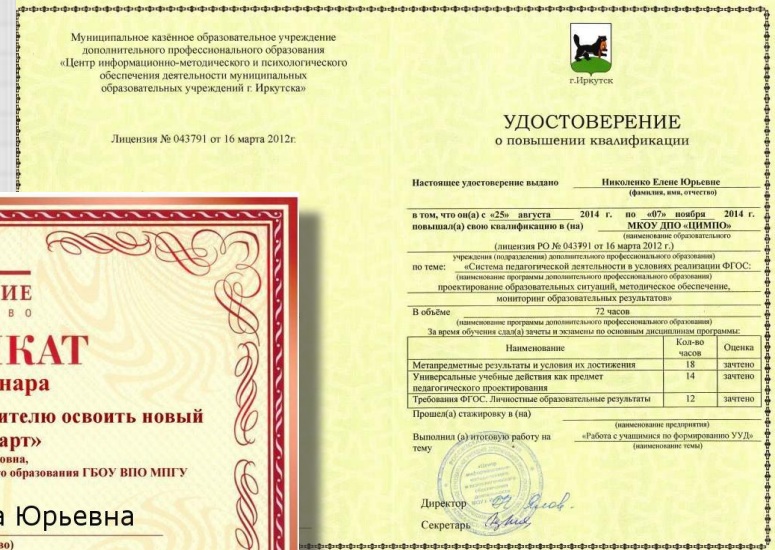 Муниципальное казённое образовательное учреждение
дополнительного профессионального образования
«Центр информационно-методического и психологического
обеспечения деятельности муниципальных
образовательных учреждений г. Иркутска»
Лицензия № 043791 от 16 марта 2012г.
г.Иркутск
УДОСТОВЕРЕНИЕ
о повышении квалификации
Настоящее удостоверение выдано Николенко Елене Юрьевне
(фамилия, имя, отчество)
в том, что он(а) с «25» августа 2014 г. по «07» ноября 2014 г.
повышал(а) свою квалификацию в (на) МКОУ ДПО «ЦИМПО»
(наименование образовательного
(лицензия РО № 043791 от 16 марта 2012 г.)
учреждения (подразделения) дополнительного профессионального образования)
по теме: «Система педагогической деятельности в условиях реализации ФГОС:
(наименование программы дополнительного профессионального образования)
проектирование образовательных ситуаций, методическое обеспечение,
мониторинг образовательных результатов»
В объёме 72 часов
(наименование программы дополнительного профессионального образования)
За время обучения сдал(а) зачеты и экзамены по основным дисциплинам программы:
Наименование Кол-во часов Оценка
Метапредметные результаты и условия их достижения 18 зачтено
Универсальные учебные действия как предмет педагогического проектирования 14 зачтено
Требования ФГОС. Личностные образовательные результаты 12 зачтено
Прошел(а) стажировку в (на)
(наименование предприятия)
Выполнил (а) итоговую работу на «Работа с учащимися по формированию УУД»
тему (наименование темы)
Директор
Секретарь
ИЕ
В О
КАТ
нара
ителю освоить новый
арт»
овна,
го образования ГБОУ ВПО МПГУ
а Юрьевна
во)